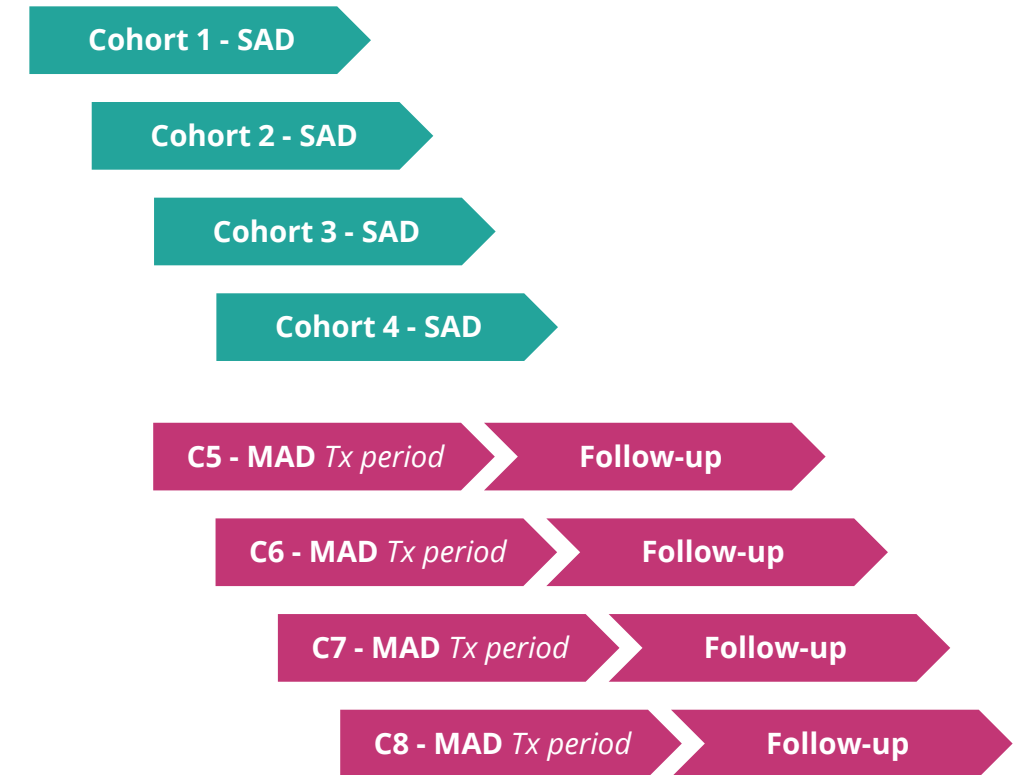 Cohort 1 - SAD
Cohort 2 - SAD
Cohort 3 - SAD
Cohort 4 - SAD
C5 - MAD Tx period Follow-up
C6 - MAD Tx period Follow-up
C7 - MAD Tx period Follow-up
C8 - MAD Tx period Follow-up